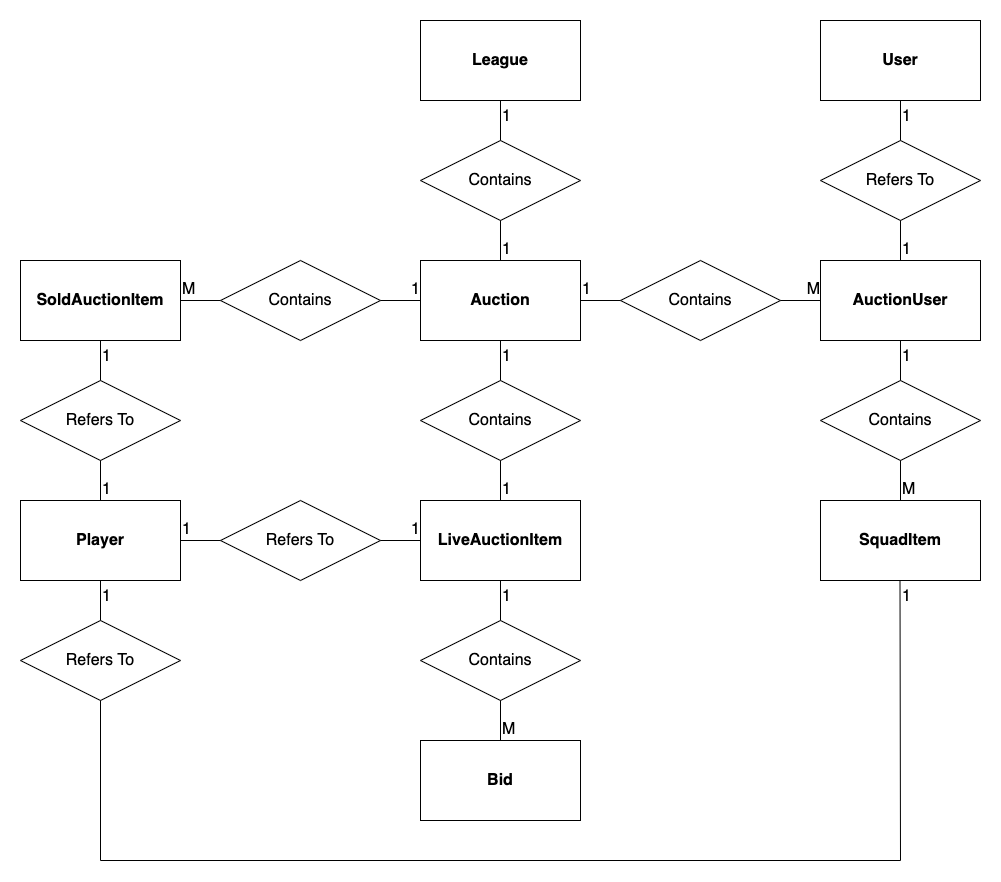 League
User
1
1
Contains
Refers To
1
1
SoldAuctionItem
M
Contains
1
Auction
1
Contains
M
AuctionUser
1
1
1
Refers To
Contains
Contains
1
1
M
Player
1
Refers To
1
LiveAuctionItem
SquadItem
1
1
1
Refers To
Contains
M
Bid